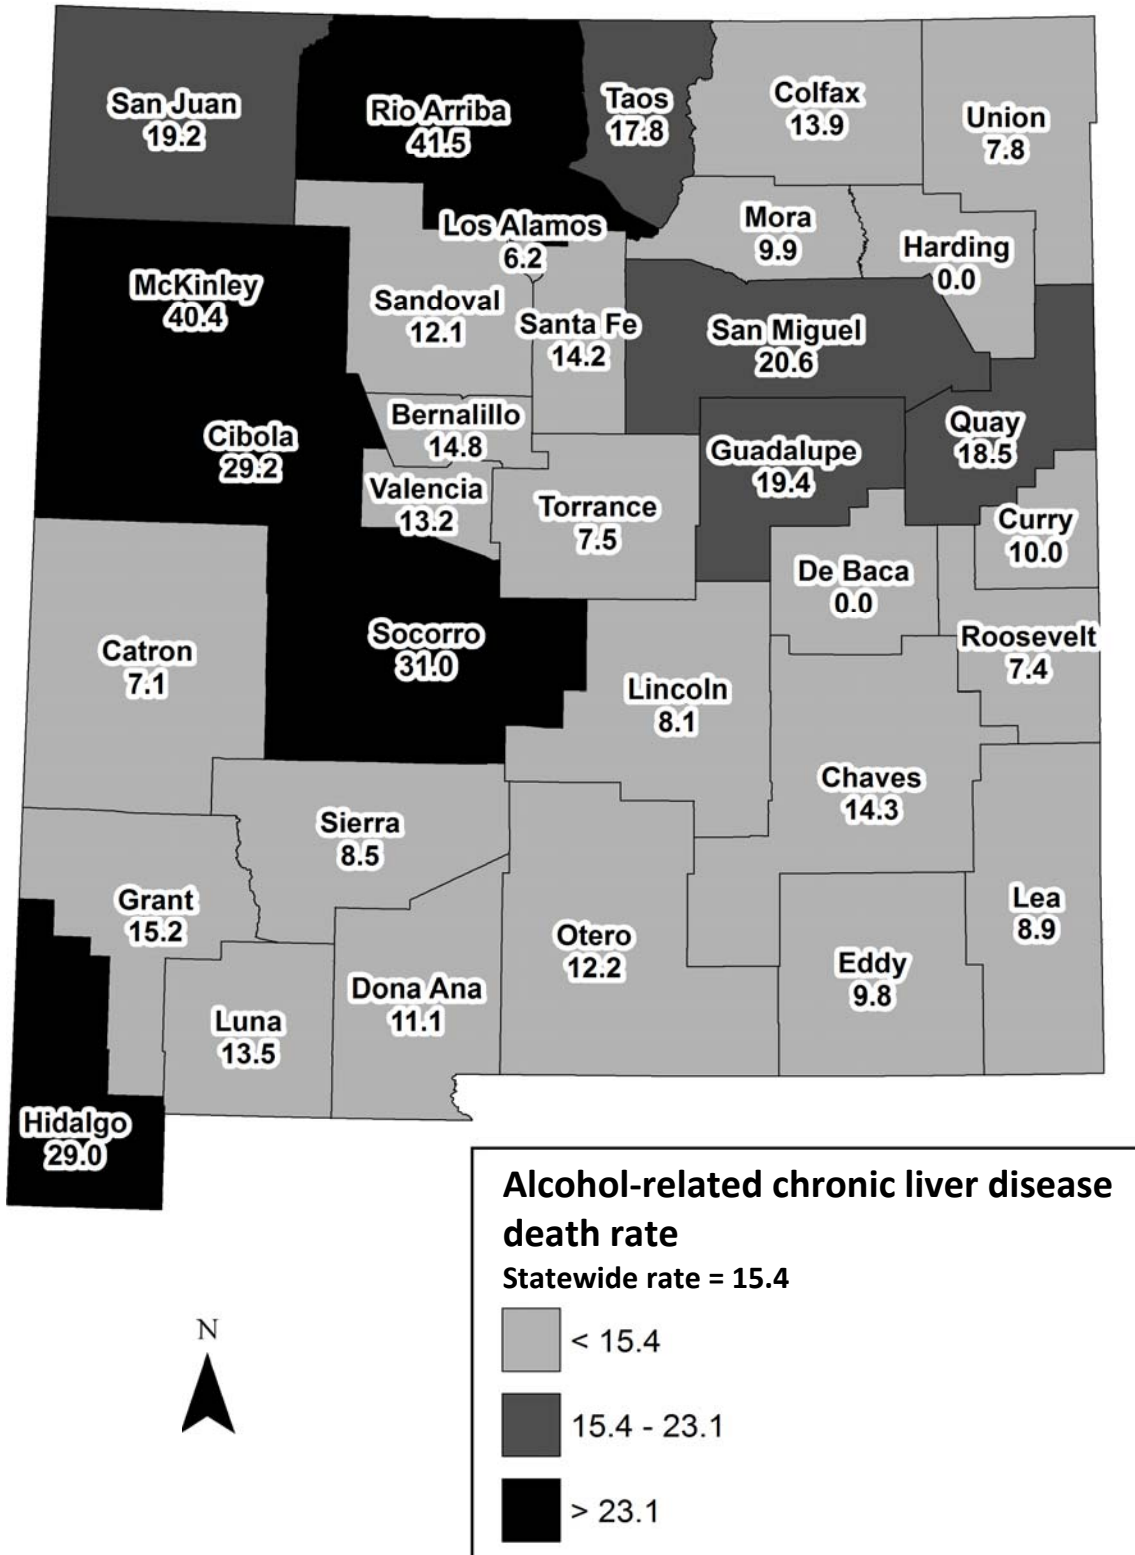 San Juan
19.2
Rio Arriba
41.5
Taos
17.8
Colfax
13.9
Union
7.8
Los Alamos
6.2
Mora
9.9
Harding
0.0
McKinley
40.4
Sandoval
12.1
Santa Fe
14.2
San Miguel
20.6
Cibola
29.2
Bernalillo
14.8
Guadalupe
19.4
Quay
18.5
Valencia
13.2
Torrance
7.5
Curry
10.0
De Baca
0.0
Catron
7.1
Socorro
31.0
Lincoln
8.1
Roosevelt
7.4
Chaves
14.3
Sierra
8.5
Grant
15.2
Otero
12.2
Lea
8.9
Eddy
9.8
Dona Ana
11.1
Luna
13.5
Hidalgo
29.0
Alcohol-related chronic liver disease
death rate
Statewide rate = 15.4
N
< 15.4
15.4 - 23.1
> 23.1